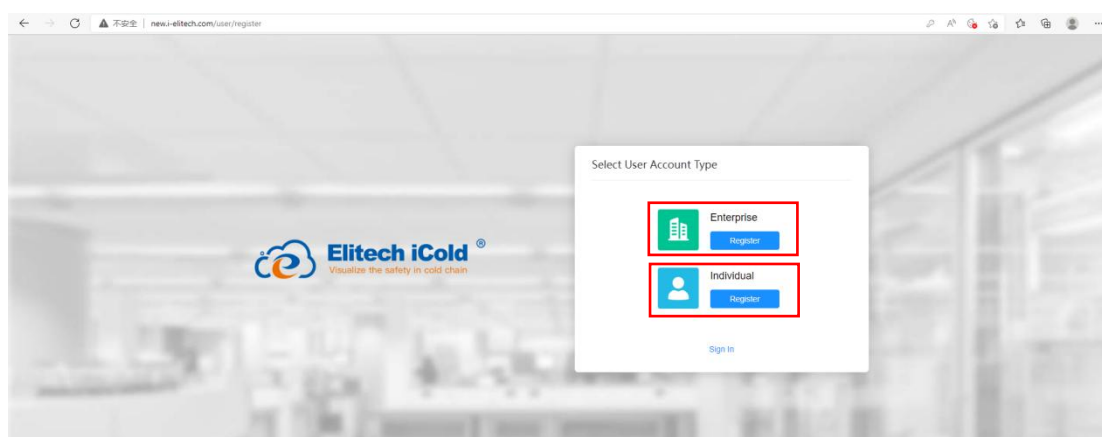 不安全 | new.i-elitech.com/user/register
Select User Account Type
Enterprise
Register
Individual
Register
Sign In
Elitech iCold ®
Visualize the safety in cold chain